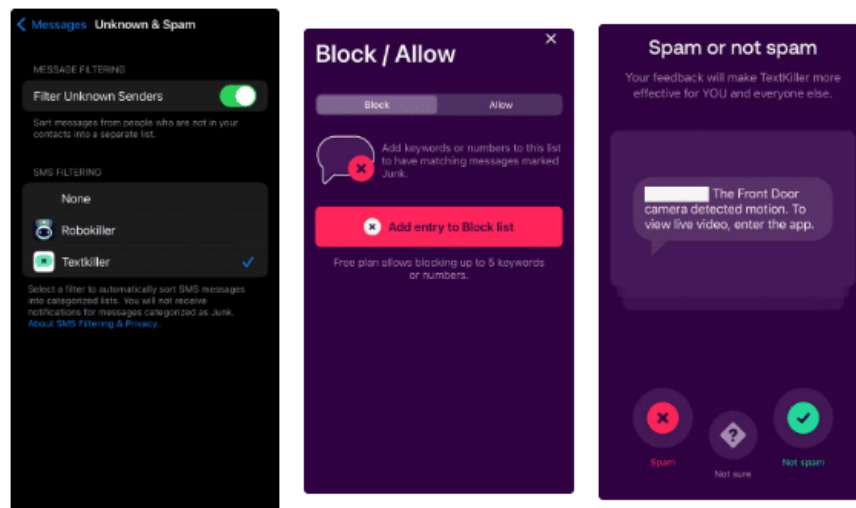 Messages Unknown & Spam
MESSAGE FILTERING
Filter Unknown Senders
Sort messages from people who are not in your
contacts into a separate list.
SMS FILTERING
None
Robokiller
Textkiller
Select a filter to automatically sort SMS messages
into categorized lists. You will not receive
notifications for messages categorized as Junk.
About SMS Filtering & Privacy...
Block / Allow
Block
Allow
Add keywords or numbers to this list
to have matching messages marked
Junk.
Add entry to Block list
Free plan allows blocking up to 5 keywords
or numbers.
Spam or not spam
Your feedback will make TextKiller more
effective for YOU and everyone else.
The Front Door
camera detected motion. To
view live video, enter the app.
Spam
Not sure
Not spam